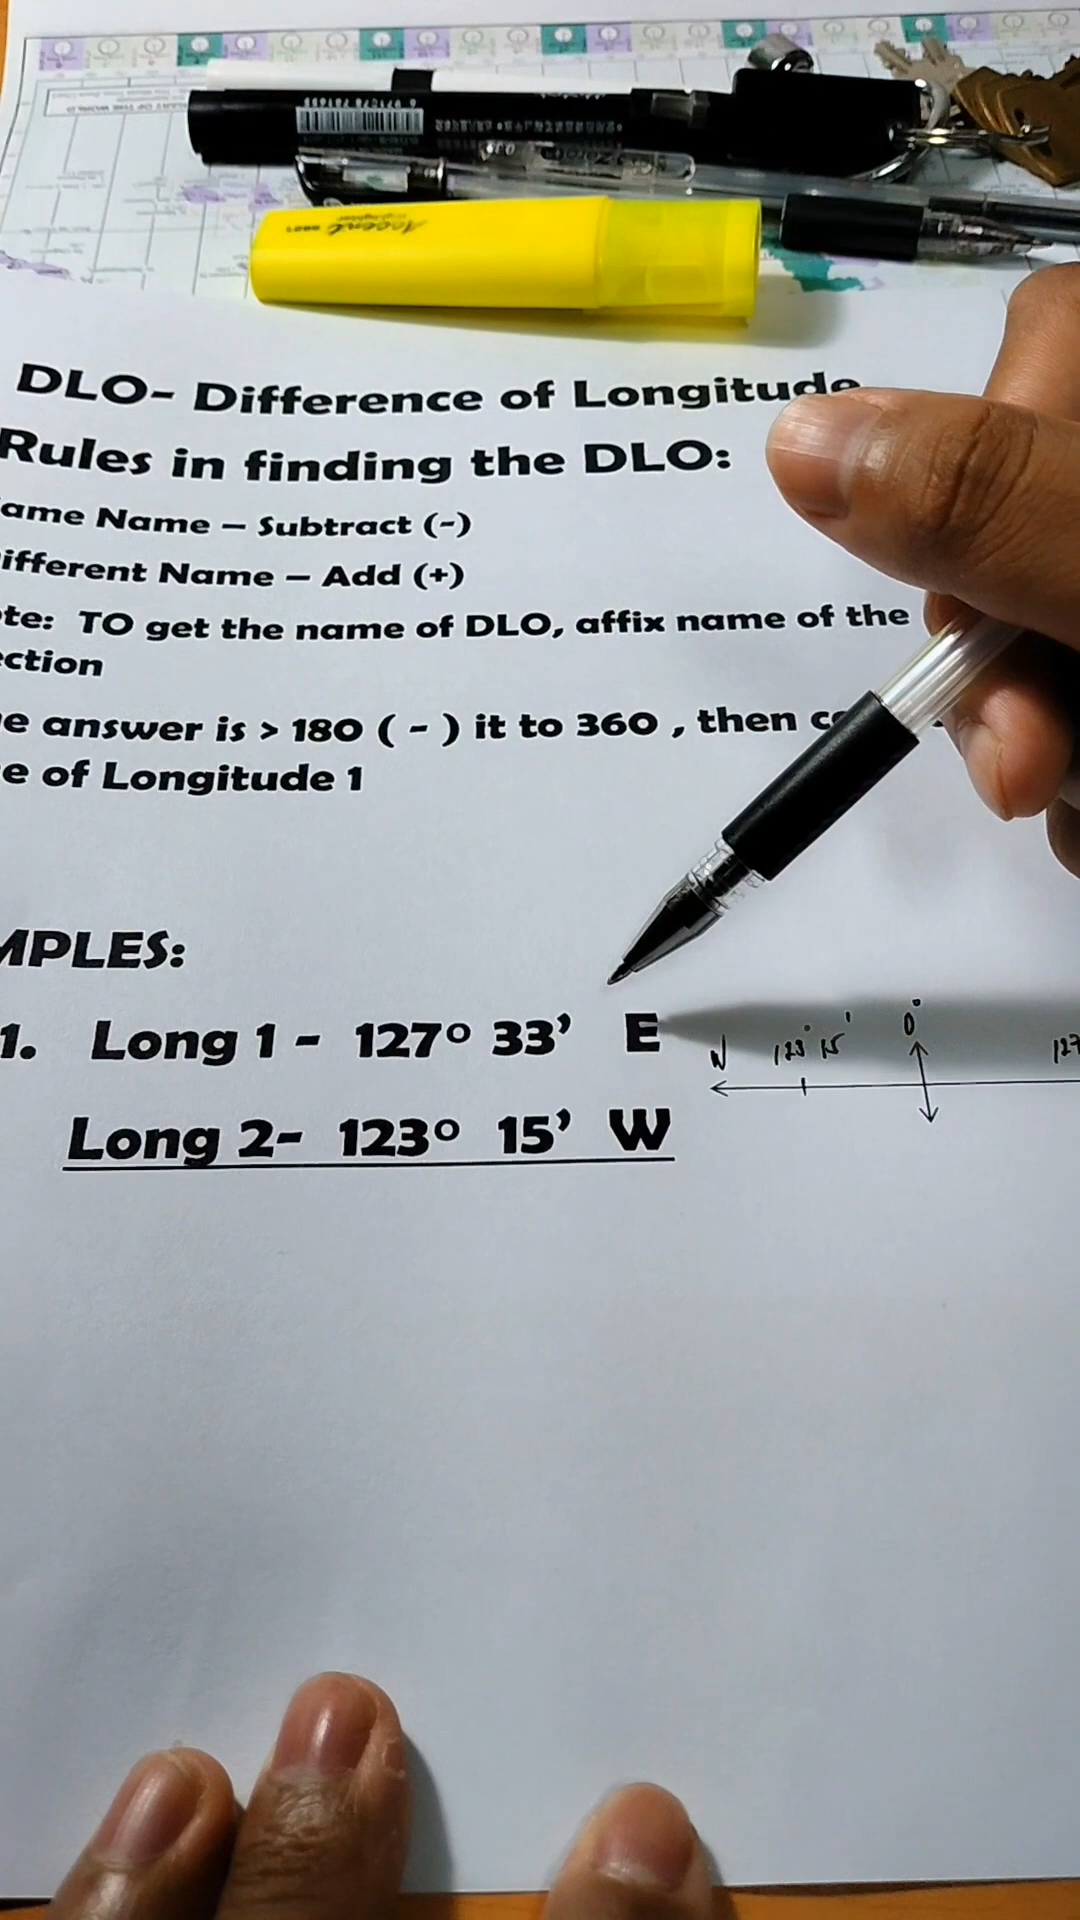 DLO- Difference of Longitude
Rules in finding the DLO:
ame Name – Subtract (-)
ifferent Name – Add (+)
te: TO get the name of DLO, affix name of the
ction
e answer is > 180 ( - ) it to 360 , then
e of Longitude 1
MPLES:
1. Long 1 - 127° 33’ E
Long 2- 123° 15’ W
W 123° 15' 0° 127